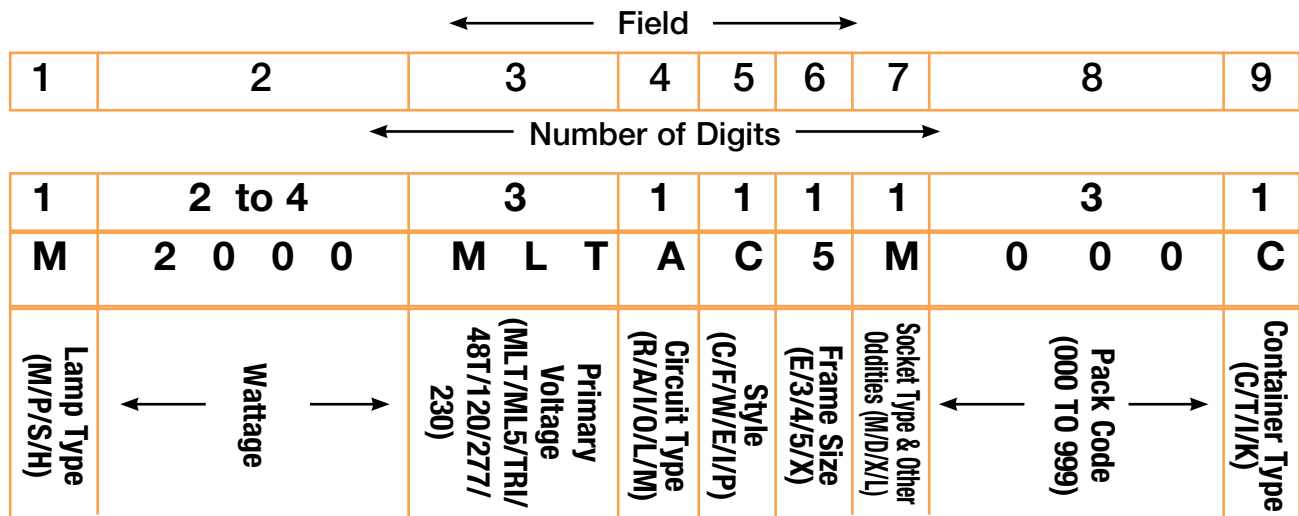 Field
1 2 3 4 5 6 7 8 9
Number of Digits
1 2 to 4 3 1 1 1 1 3 1
M 2 0 0 0 M L T A C 5 M 0 0 0 C
Lamp Type
(M/P/S/H)
Wattage
Primary
Voltage
(MLT/ML5/TRI/
48T/120/277/
230)
Circuit Type
(R/A/I/O/L/M)
Style
(C/F/W/E/I/P)
Frame Size
(E/3/4/5/X)
Socket Type & Other
Oddities (M/D/X/L)
Pack Code
(000 TO 999)
Container Type
(C/T/I/K)